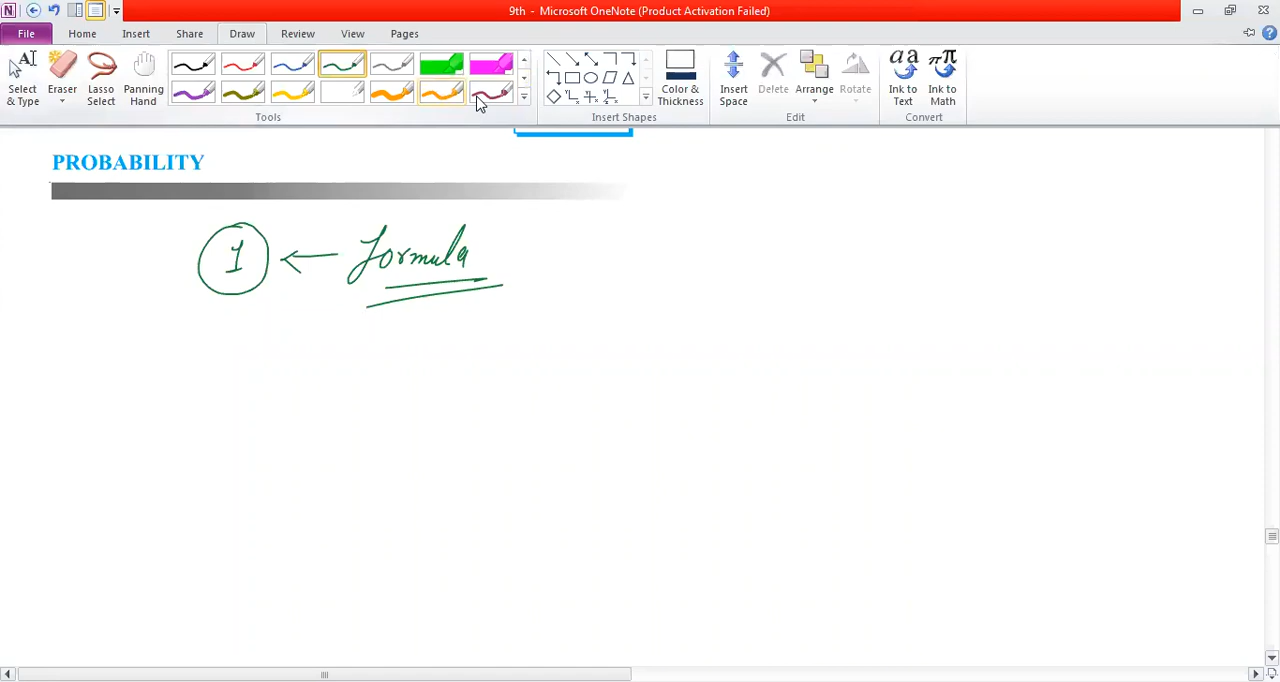 9th - Microsoft OneNote (Product Activation Failed)
File Home Insert Draw Review View Pages
Select & Type Eraser Lasso Select Panning Hand Color & Thickness Insert Space Delete Arrange Rotate Ink to Text Ink to Math
Tools Insert Shapes Edit Convert
PROBABILITY
1 ← formula